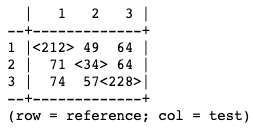 |    1    2    3 |
--+----------------+
1 |<212>  49   64 |
2 |   71 <34>  64 |
3 |   74   57<228>|
--+----------------+
(row = reference; col = test)